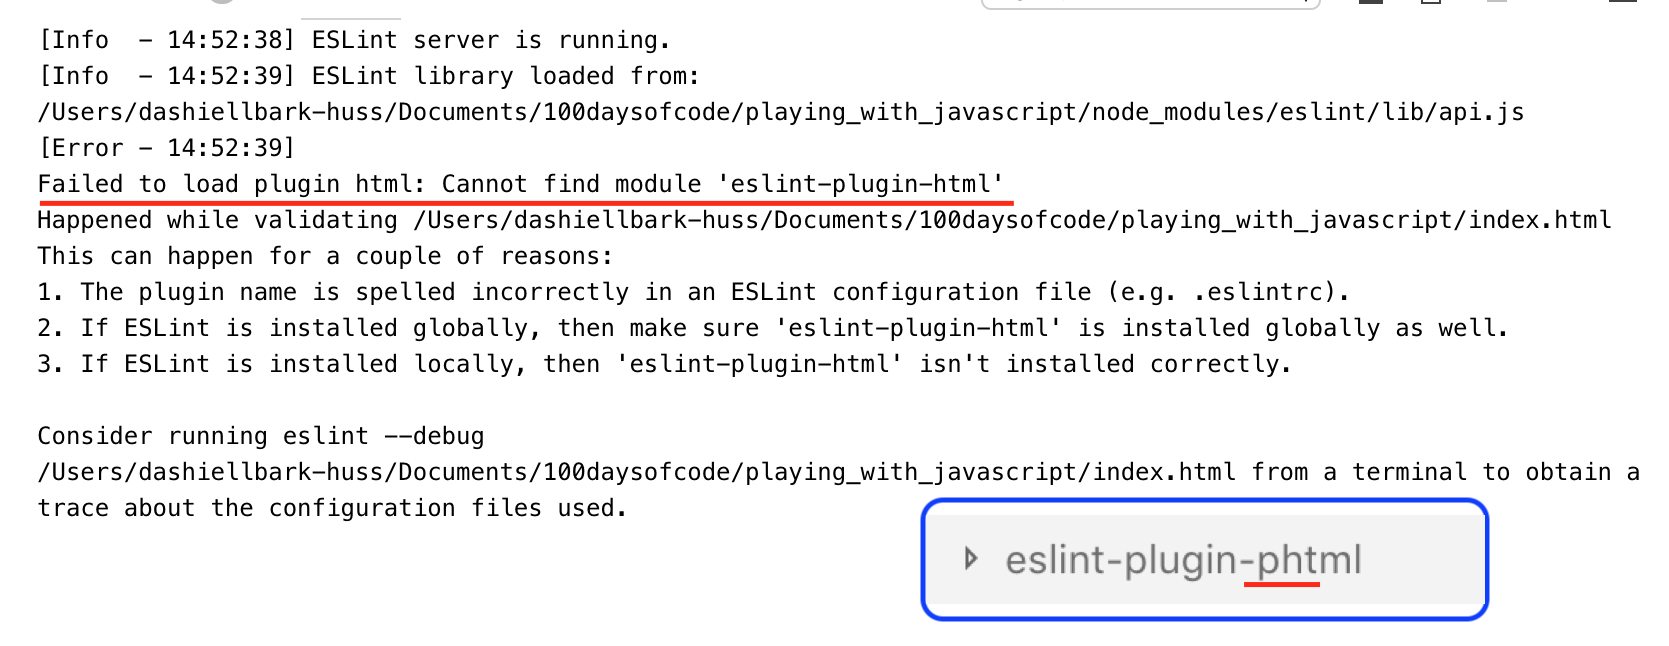 [Info  - 14:52:38] ESLint server is running.
[Info  - 14:52:39] ESLint library loaded from:
/Users/dashiellbark-huss/Documents/100daysofcode/playing_with_javascript/node_modules/eslint/lib/api.js
[Error - 14:52:39]
Failed to load plugin html: Cannot find module 'eslint-plugin-html'
Happened while validating /Users/dashiellbark-huss/Documents/100daysofcode/playing_with_javascript/index.html
This can happen for a couple of reasons:
1. The plugin name is spelled incorrectly in an ESLint configuration file (e.g. .eslintrc).
2. If ESLint is installed globally, then make sure 'eslint-plugin-html' is installed globally as well.
3. If ESLint is installed locally, then 'eslint-plugin-html' isn't installed correctly.
Consider running eslint --debug
/Users/dashiellbark-huss/Documents/100daysofcode/playing_with_javascript/index.html from a terminal to obtain a
trace about the configuration files used.
eslint-plugin-phtml